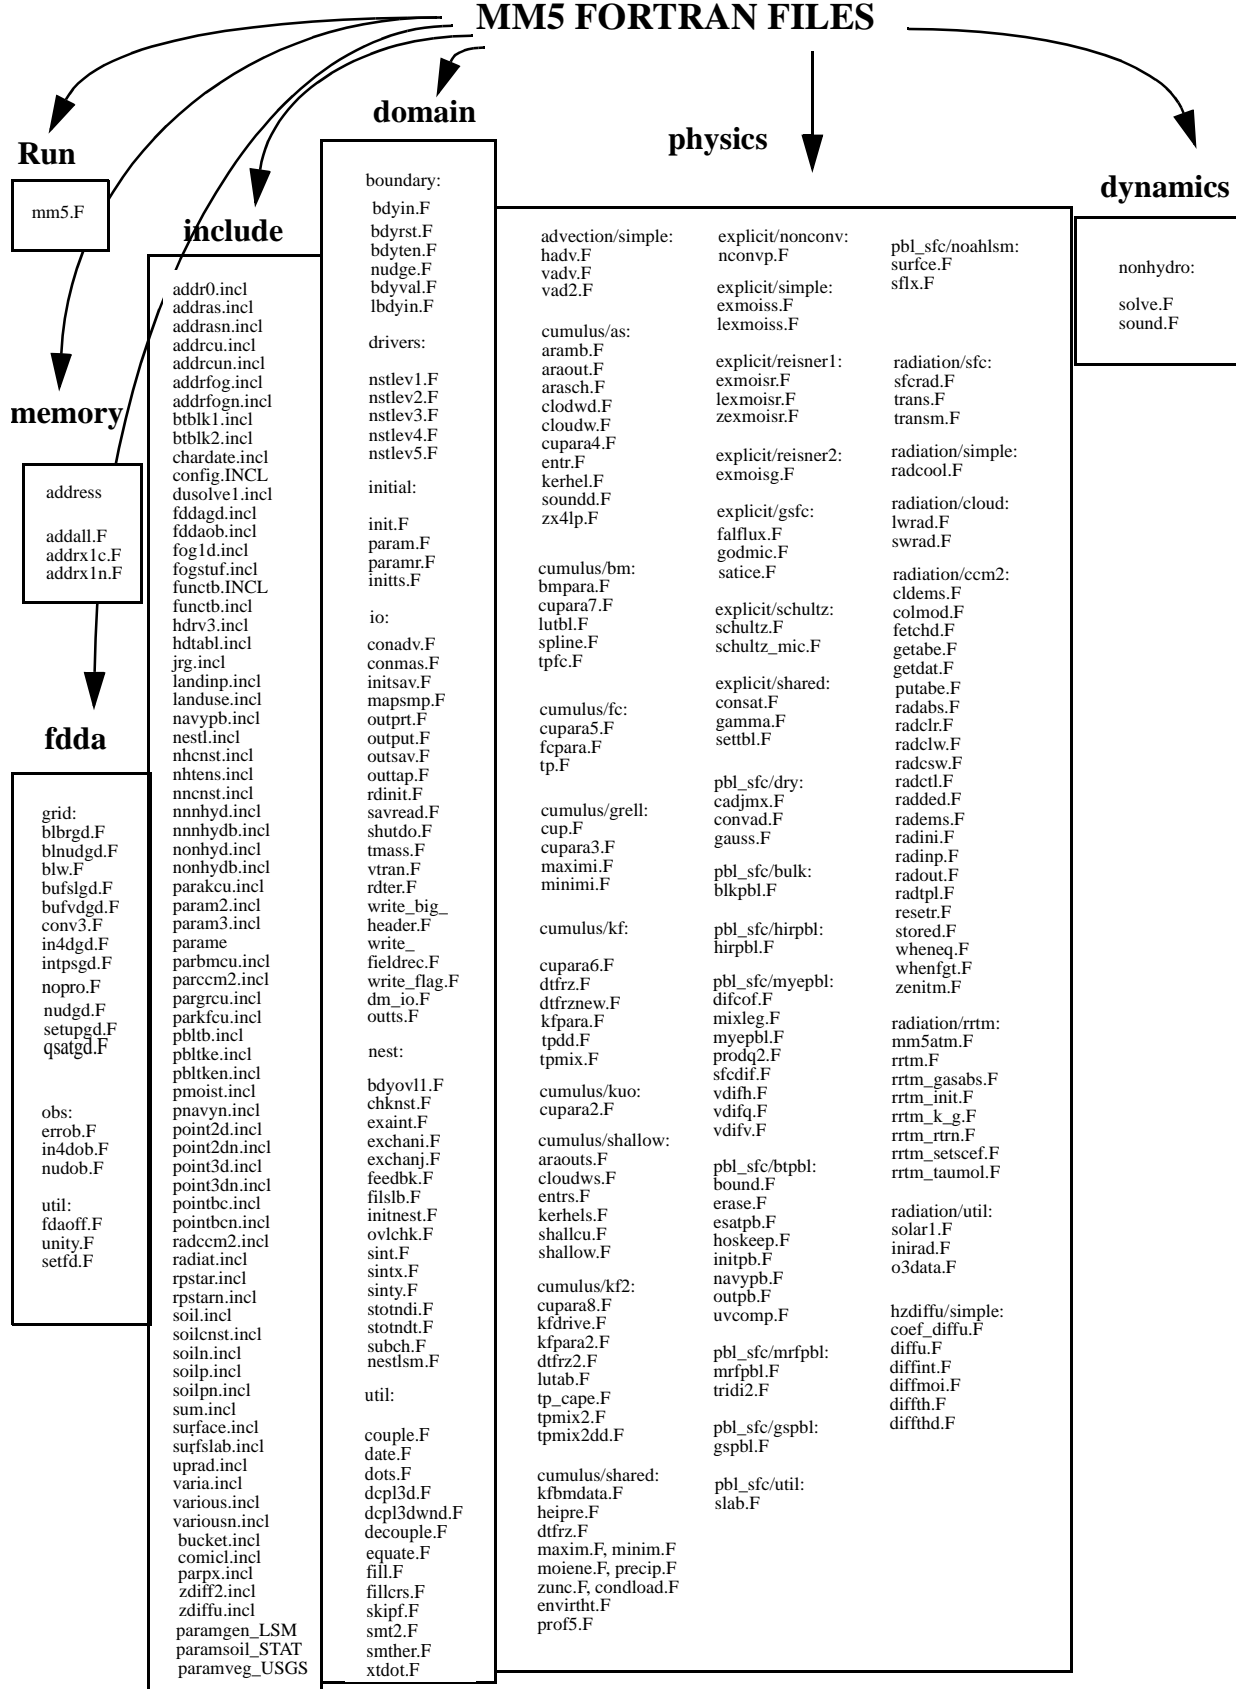 MM5 FORTRAN FILES
Run
mm5.F
memory
address
addall.F
addrx1c.F
addrx1n.F
fdda
grid:
blbrgd.F
blnudgd.F
blw.F
bufslgd.F
bufvdgd.F
conv3.F
in4dgd.F
intpsgd.F
nopro.F
nudgd.F
setupgd.F
qsatgd.F
obs:
errob.F
in4dob.F
nudob.F
util:
fdaoff.F
unity.F
setfd.F
include
addr0.incl
addras.incl
addrasn.incl
addrcu.incl
addrcun.incl
addrfog.incl
addrfogn.incl
btblk1.incl
btblk2.incl
chardate.incl
config.INCL
dusolve1.incl
fddagd.incl
fddaob.incl
fog1d.incl
fogstuf.incl
functb.INCL
functb.incl
hdrv3.incl
hdtabl.incl
jrg.incl
landinp.incl
landuse.incl
navypb.incl
nestl.incl
nhcnst.incl
nhtens.incl
nncnst.incl
nnnhyd.incl
nnnhydb.incl
nonhyd.incl
nonhydb.incl
parakcu.incl
param2.incl
param3.incl
parame
parbmcu.incl
parccm2.incl
pargrcu.incl
parkfcu.incl
pbltb.incl
pbltke.incl
pbltken.incl
pmoist.incl
pnavyn.incl
point2d.incl
point2dn.incl
point3d.incl
point3dn.incl
pointbc.incl
pointbcn.incl
radccm2.incl
radiat.incl
rpstar.incl
rpstarn.incl
soil.incl
soilcnst.incl
soiln.incl
soilp.incl
soilpn.incl
sum.incl
surface.incl
surfslab.incl
uprad.incl
varia.incl
various.incl
variousn.incl
bucket.incl
comicl.incl
parpx.incl
zdiff2.incl
zdiffu.incl
paramgen_LSM
paramsoil_STAT
paramveg_USGS
domain
boundary:
bdyin.F
bdyrst.F
bdyten.F
nudge.F
bdyval.F
lbdyin.F
drivers:
nstlev1.F
nstlev2.F
nstlev3.F
nstlev4.F
nstlev5.F
initial:
init.F
param.F
paramr.F
initts.F
io:
conadv.F
conmas.F
initsav.F
mapsmp.F
outprt.F
output.F
outsav.F
outtap.F
rdinit.F
savread.F
shutdo.F
tmass.F
vtran.F
rdter.F
write_big_
header.F
write_
fieldrec.F
write_flag.F
dm_io.F
outts.F
nest:
bdyovl1.F
chknst.F
exaint.F
exchani.F
exchanj.F
feedbk.F
filslb.F
initnest.F
ovlchk.F
sint.F
sintx.F
sinty.F
stotndi.F
stotndt.F
subch.F
nestlsm.F
util:
couple.F
date.F
dots.F
dcpl3d.F
dcpl3dwnd.F
decouple.F
equate.F
fill.F
fillcrs.F
skipf.F
smt2.F
smther.F
xtdot.F
physics
advection/simple:
hadv.F
vadv.F
vad2.F
cumulus/as:
aramb.F
araout.F
arasch.F
clodwd.F
cloudw.F
cupara4.F
entr.F
kerhel.F
soundd.F
zx4lp.F
cumulus/bm:
bmpara.F
cupara7.F
lutbl.F
spline.F
tpfc.F
cumulus/fc:
cupara5.F
fcpara.F
tp.F
cumulus/grell:
cup.F
cupara3.F
maximi.F
minimi.F
cumulus/kf:
cupara6.F
dtfrz.F
dtfrznew.F
kfpara.F
tpdd.F
tpmix.F
cumulus/kuo:
cupara2.F
cumulus/shallow:
araouts.F
cloudws.F
entrs.F
kerhels.F
shallcu.F
shallow.F
cumulus/kf2:
cupara8.F
kfdrive.F
kfpara2.F
dtfrz2.F
lutab.F
tp_cape.F
tpmix2.F
tpmix2dd.F
cumulus/shared:
kfbmdata.F
heipre.F
dtfrz.F
maxim.F, minim.F
moiene.F, precip.F
zunc.F, condload.F
envirtht.F
prof5.F
explicit/nonconv:
nconvp.F
explicit/simple:
exmoiss.F
lexmoiss.F
explicit/reisner1:
exmoisr.F
lexmoisr.F
zexmoisr.F
explicit/reisner2:
exmoisg.F
explicit/gsfc:
falflux.F
godmic.F
satice.F
explicit/schultz:
schultz.F
schultz_mic.F
explicit/shared:
consat.F
gamma.F
settbl.F
pbl_sfc/dry:
cadjmx.F
convad.F
gauss.F
pbl_sfc/bulk:
blkpbl.F
pbl_sfc/hirpbl:
hirpbl.F
pbl_sfc/myepbl:
difcof.F
mixleg.F
myepbl.F
prodq2.F
sfcdif.F
vdifh.F
vdifq.F
vdifv.F
pbl_sfc/btpbl:
bound.F
erase.F
esatpb.F
hoskeep.F
initpb.F
navypb.F
outpb.F
uvcomp.F
pbl_sfc/mrfpbl:
mrfpbl.F
tridi2.F
pbl_sfc/gspbl:
gspbl.F
pbl_sfc/util:
slab.F
pbl_sfc/noahlsm:
surfce.F
sflx.F
radiation/sfc:
sfcrad.F
trans.F
transm.F
radiation/simple:
radcool.F
radiation/cloud:
lwrad.F
swrad.F
radiation/ccm2:
cldems.F
colmod.F
fetchd.F
getabe.F
getdat.F
putabe.F
radabs.F
radclr.F
radclw.F
radcsw.F
radctl.F
radded.F
radems.F
radini.F
radinp.F
radout.F
radtpl.F
resetr.F
stored.F
wheneq.F
whenfgt.F
zenitm.F
radiation/rrtm:
mm5atm.F
rrtm.F
rrtm_gasabs.F
rrtm_init.F
rrtm_k_g.F
rrtm_rtrn.F
rrtm_setscef.F
rrtm_taumol.F
radiation/util:
solar1.F
inirad.F
o3data.F
hzdiffu/simple:
coef_diffu.F
diffu.F
diffint.F
diffmoi.F
diffth.F
diffthd.F
dynamics
nonhydro:
solve.F
sound.F